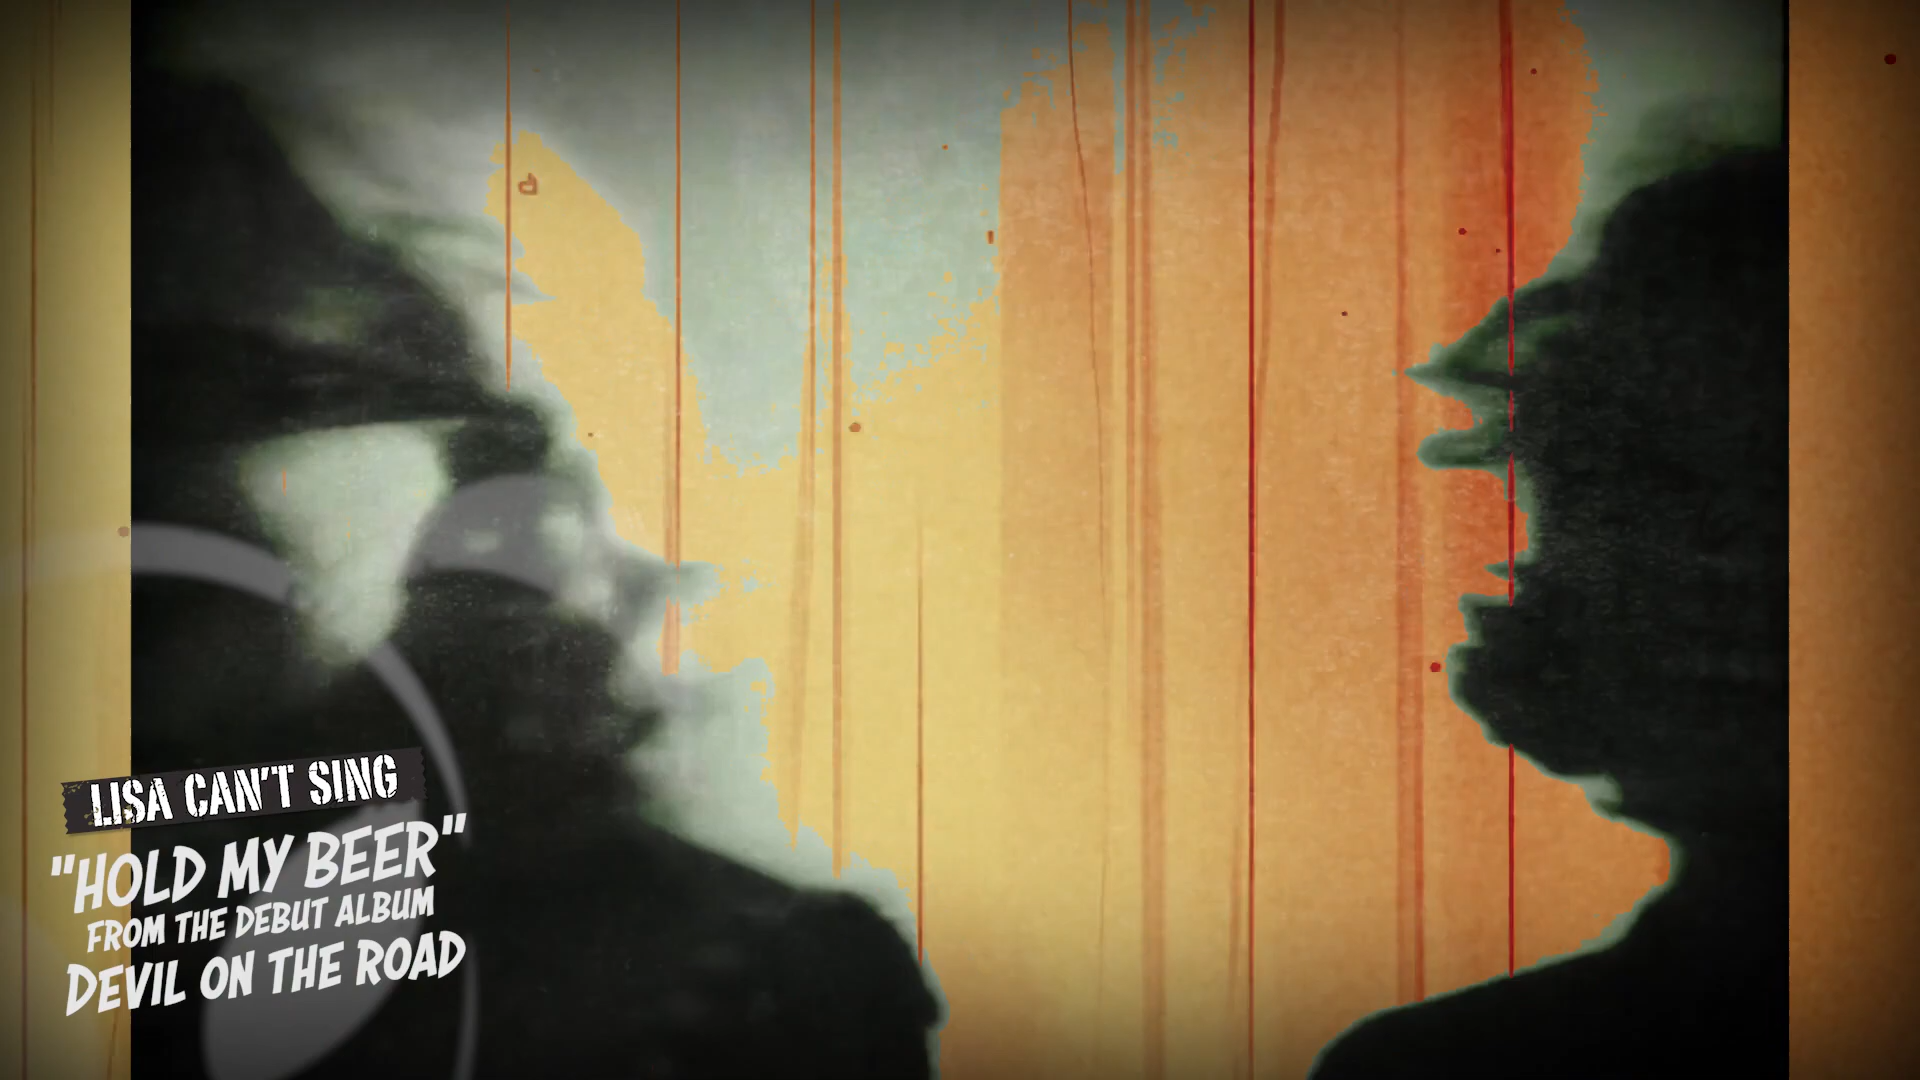 LISA CAN'T SING
"HOLD MY BEER"
FROM THE DEBUT ALBUM
DEVIL ON THE ROAD